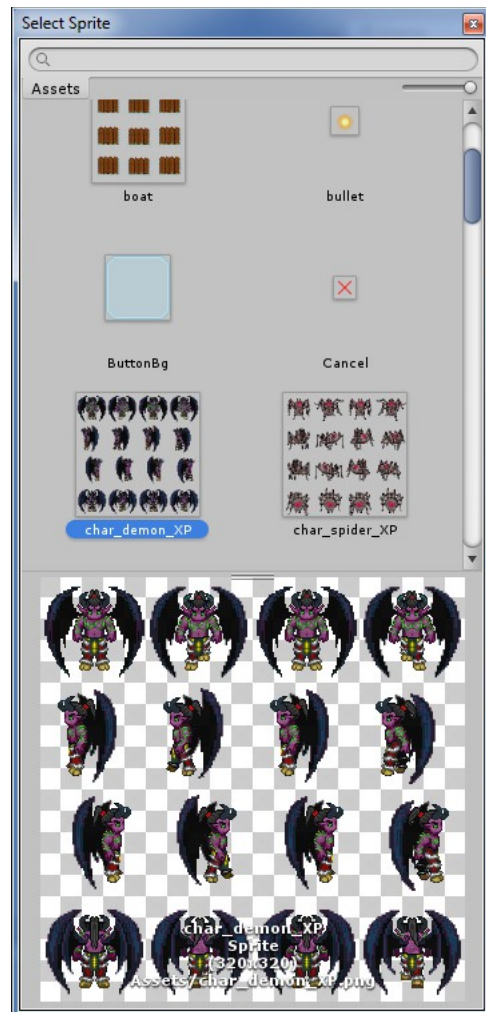 Select Sprite
Assets
boat
bullet
ButtonBg
Cancel
char_demon_XP
char_spider_XP
char_demon_XP
Sprite
(320x320)
Assets/char_demon_XP.png